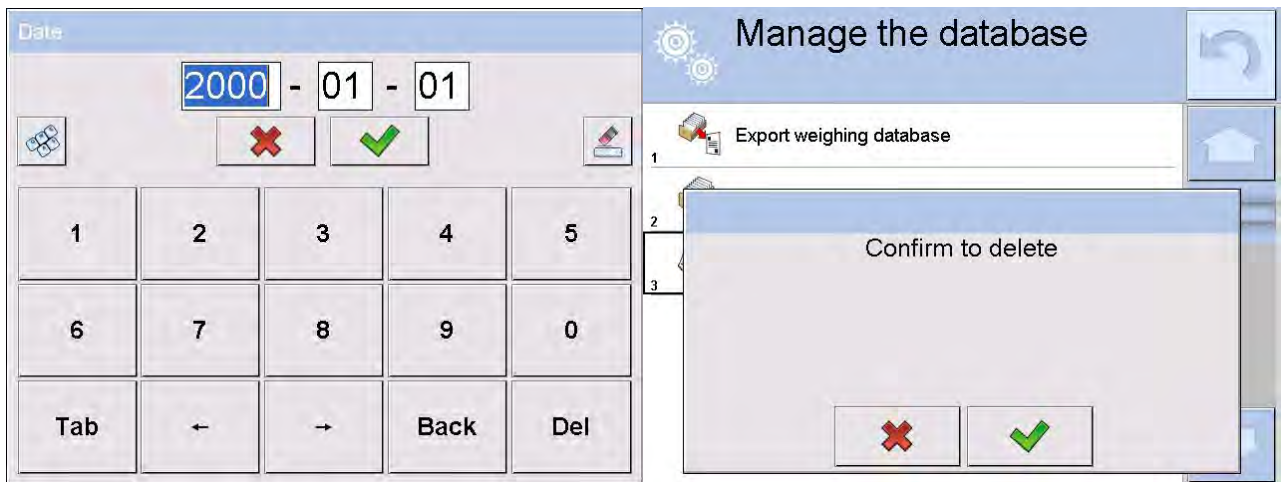 Date
2000 - 01 - 01
1 2 3 4 5
6 7 8 9 0
Tab ← → Back Del
Manage the database
1 Export weighing database
2
3
Confirm to delete